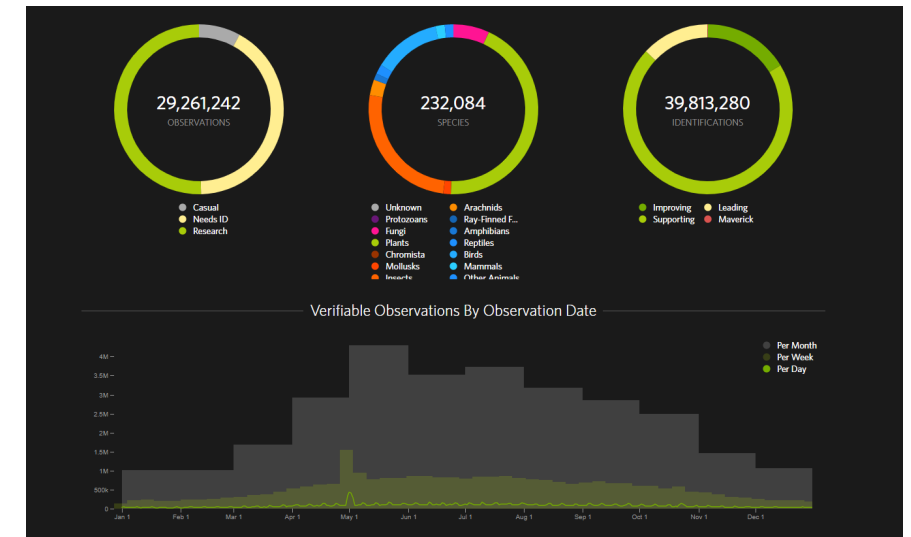 29,261,242
OBSERVATIONS
232,084
SPECIES
39,813,280
IDENTIFICATIONS
Casual
Needs ID
Research
Unknown
Protozoans
Fungi
Plants
Chromista
Mollusks
Insects
Arachnids
Ray-Finned F...
Amphibians
Reptiles
Birds
Mammals
Other Animals
Improving
Supporting
Leading
Maverick
Verifiable Observations By Observation Date
Per Month
Per Week
Per Day
4M
3.5M
3M
2.5M
2M
1.5M
1M
500k
0
Jan 1 Feb 1 Mar 1 Apr 1 May 1 Jun 1 Jul 1 Aug 1 Sep 1 Oct 1 Nov 1 Dec 1